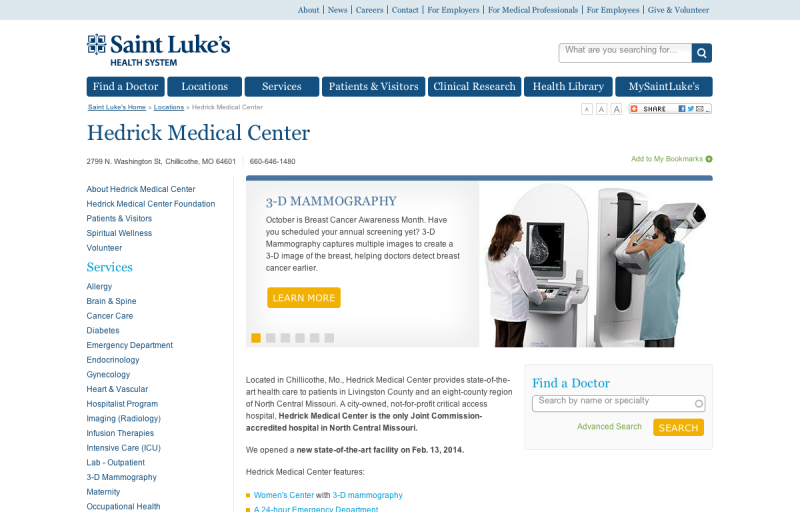 About | News | Careers | Contact | For Employers | For Medical Professionals | For Employees | Give & Volunteer
Saint Luke's
HEALTH SYSTEM
What are you searching for...
Find a Doctor
Locations
Services
Patients & Visitors
Clinical Research
Health Library
MySaintLuke's
Saint Luke's Home » Locations » Hedrick Medical Center
A A A
SHARE
Hedrick Medical Center
2799 N. Washington St, Chillicothe, MO 64601 | 660-646-1480
Add to My Bookmarks
About Hedrick Medical Center
Hedrick Medical Center Foundation
Patients & Visitors
Spiritual Wellness
Volunteer
Services
Allergy
Brain & Spine
Cancer Care
Diabetes
Emergency Department
Endocrinology
Gynecology
Heart & Vascular
Hospitalist Program
Imaging (Radiology)
Infusion Therapies
Intensive Care (ICU)
Lab - Outpatient
3-D Mammography
Maternity
Occupational Health
3-D MAMMOGRAPHY
October is Breast Cancer Awareness Month. Have
you scheduled your annual screening yet? 3-D
Mammography captures multiple images to create
a 3-D image of the breast, helping doctors detect breast
cancer earlier.
LEARN MORE
Located in Chillicothe, Mo., Hedrick Medical Center provides state-of-the-
art health care to patients in Livingston County and an eight-county region
of North Central Missouri. A city-owned, not-for-profit critical access
hospital, Hedrick Medical Center is the only Joint Commission-
accredited hospital in North Central Missouri.
We opened a new state-of-the-art facility on Feb. 13, 2014.
Hedrick Medical Center features:
Women's Center with 3-D mammography
A 24-hour Emergency Department
Find a Doctor
Search by name or specialty
Advanced Search
SEARCH